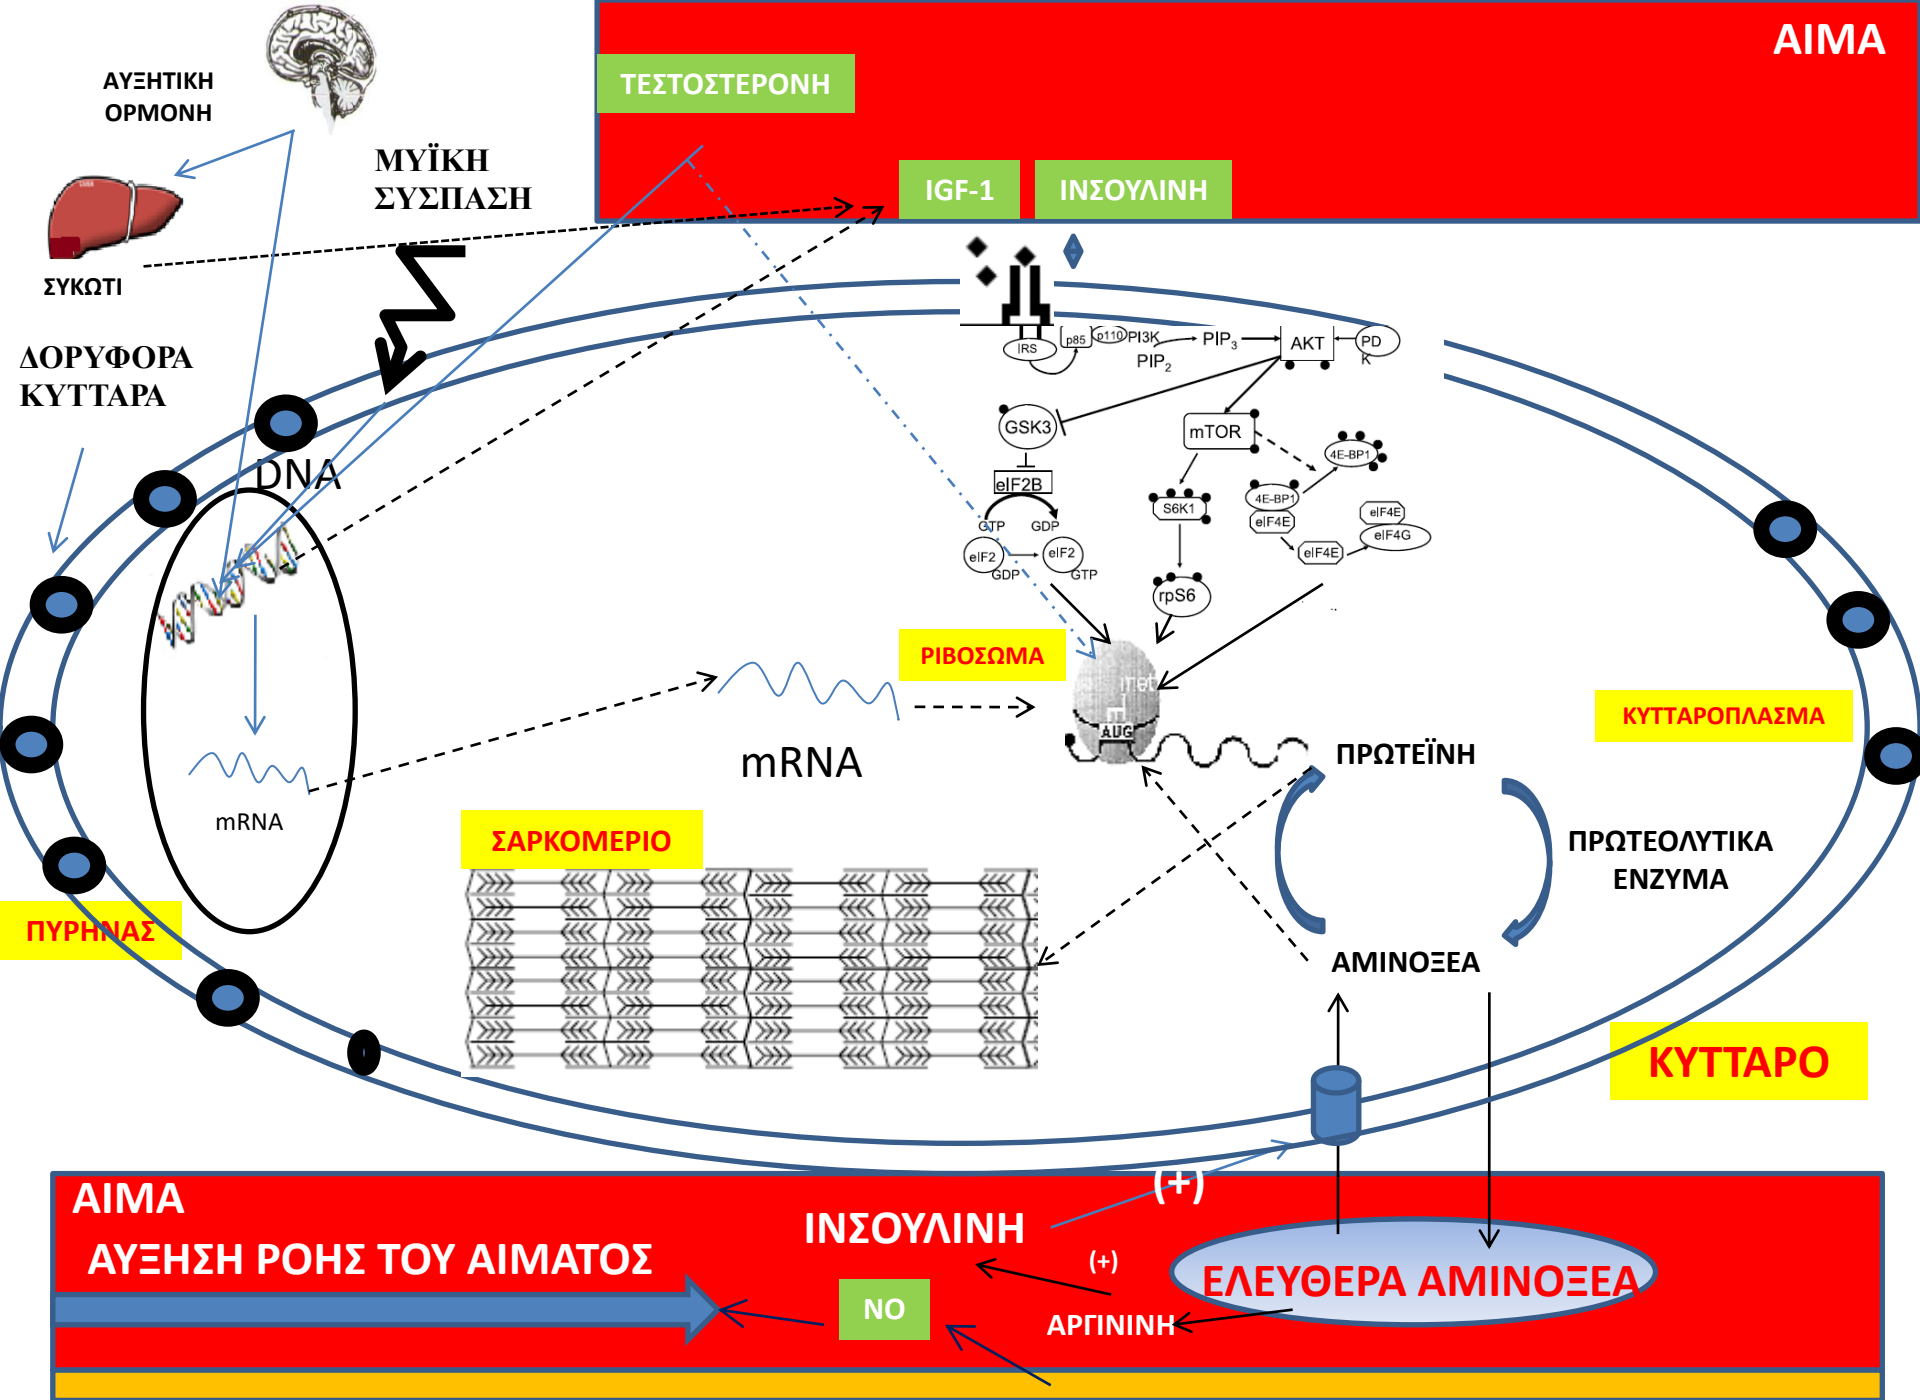 ΑΙΜΑ
ΑΥΞΗΤΙΚΗ
ΟΡΜΟΝΗ
ΤΕΣΤΟΣΤΕΡΟΝΗ
ΜΥΪΚΗ
ΣΥΣΠΑΣΗ
IGF-1
ΙΝΣΟΥΛΙΝΗ
ΣΥΚΩΤΙ
ΔΟΡΥΦΟΡΑ
ΚΥΤΤΑΡΑ
IRS
p85
p110
PI3K
PIP2
PIP3
AKT
PD
K
GSK3
mTOR
4E-BP1
DNA
eIF2B
S6K1
4E-BP1
eIF4E
eIF4E
eIF4G
GTP
GDP
eIF2
GDP
eIF2
GTP
eIF4E
rpS6
ΡΙΒΟΣΩΜΑ
AUG
mRNA
mRNA
ΚΥΤΤΑΡΟΠΛΑΣΜΑ
ΠΡΩΤΕΪΝΗ
ΣΑΡΚΟΜΕΡΙΟ
ΠΡΩΤΕΟΛΥΤΙΚΑ
ΕΝΖΥΜΑ
ΠΥΡΗΝΑΣ
ΑΜΙΝΟΞΕΑ
ΚΥΤΤΑΡΟ
ΑΙΜΑ
(+)
ΙΝΣΟΥΛΙΝΗ
ΑΥΞΗΣΗ ΡΟΗΣ ΤΟΥ ΑΙΜΑΤΟΣ
(+)
ΕΛΕΥΘΕΡΑ ΑΜΙΝΟΞΕΑ
NO
ΑΡΓΙΝΙΝΗ